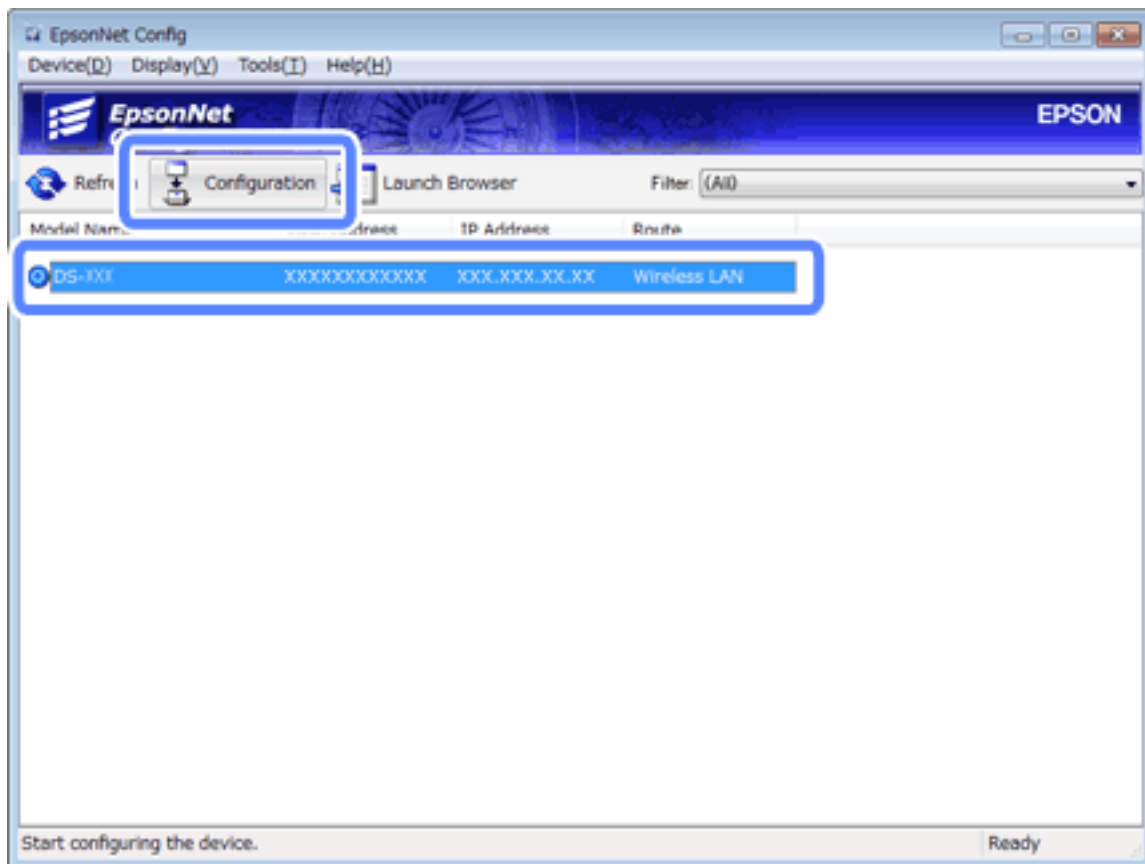 EpsonNet Config
Device(D) Display(V) Tools(T) Help(H)
EpsonNet
EPSON
Configuration Launch Browser Filter: (All)
IP Address Route
DS-XXX XXXXXXXXXXXX XXX.XXX.XX.XX Wireless LAN
Start configuring the device. Ready